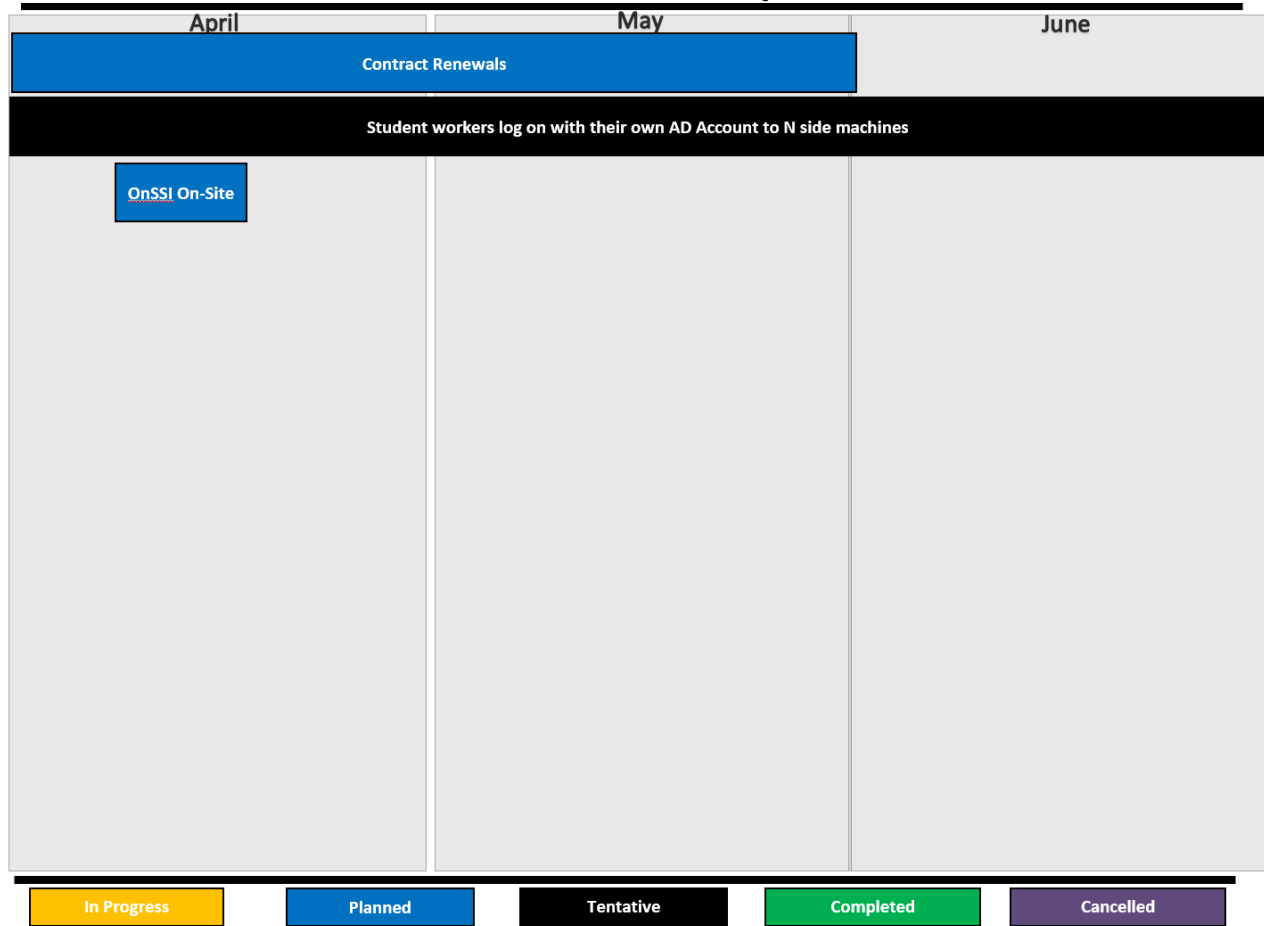 April
May
June
Contract Renewals
Student workers log on with their own AD Account to N side machines
OnSSI On-Site
In Progress
Planned
Tentative
Completed
Cancelled